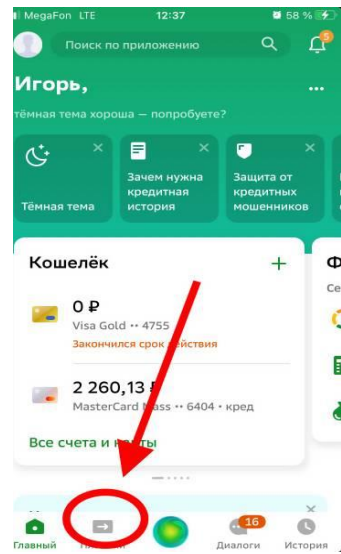 MegaFon LTE 12:37 58 %
Поиск по приложению
5
Игорь,
тёмная тема хороша — попробуете?
Тёмная тема
Зачем нужна
кредитная
история
Защита от
кредитных
мошенников
Кошелёк
0 ₽
Visa Gold •• 4755
Закончился срок действия
2 260,13 ₽
MasterCard Mass •• 6404 • кред
Все счета и карты
Се
16
Главный
Диалоги
История